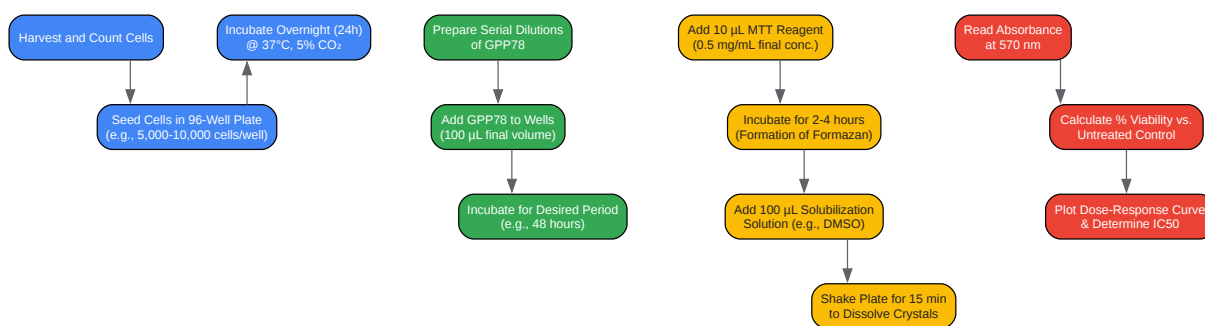 Harvest and Count Cells
Seed Cells in 96-Well Plate
(e.g., 5,000-10,000 cells/well)
Incubate Overnight (24h)
@ 37°C, 5% CO₂
Prepare Serial Dilutions
of GPP78
Add GPP78 to Wells
(100 µL final volume)
Incubate for Desired Period
(e.g., 48 hours)
Add 10 µL MTT Reagent
(0.5 mg/mL final conc.)
Incubate for 2-4 hours
(Formation of Formazan)
Add 100 µL Solubilization
Solution (e.g., DMSO)
Shake Plate for 15 min
to Dissolve Crystals
Read Absorbance
at 570 nm
Calculate % Viability vs.
Untreated Control
Plot Dose-Response Curve
& Determine IC50